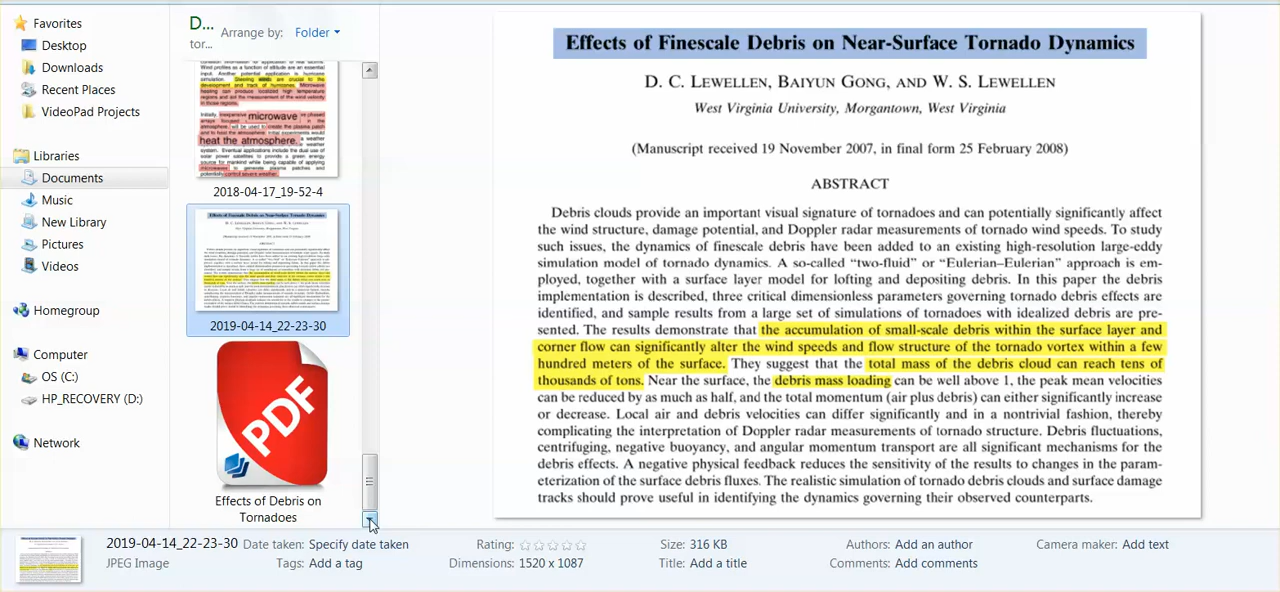 Favorites
Desktop
Downloads
Recent Places
VideoPad Projects
Libraries
Documents
Music
New Library
Pictures
Videos
Homegroup
Computer
OS (C:)
HP_RECOVERY (D:)
Network
D...
tor...
Arrange by: Folder
microwave
heat the atmosphere.
2018-04-17_19-52-4
Effects of Finescale Debris on Near-Surface Tornado Dynamics
2019-04-14_22-23-30
PDF
Effects of Debris on
Tornadoes
Effects of Finescale Debris on Near-Surface Tornado Dynamics
D. C. LEWELLEN, BAIYUN GONG, AND W. S. LEWELLEN
West Virginia University, Morgantown, West Virginia
(Manuscript received 19 November 2007, in final form 25 February 2008)
ABSTRACT
Debris clouds provide an important visual signature of tornadoes and can potentially significantly affect
the wind structure, damage potential, and Doppler radar measurements of tornado wind speeds. To study
such issues, the dynamics of finescale debris have been added to an existing high-resolution large-eddy
simulation model of tornado dynamics. A so-called “two-fluid” or “Eulerian–Eulerian” approach is em-
ployed, together with a simple model for lofting and depositing debris. In this paper the debris
implementation is described, the critical dimensionless parameters governing tornado debris effects are
identified, and sample results from a large set of simulations of tornadoes with idealized debris are pre-
sented. The results demonstrate that the accumulation of small-scale debris within the surface layer and
corner flow can significantly alter the wind speeds and flow structure of the tornado vortex within a few
hundred meters of the surface. They suggest that the total mass of the debris cloud can reach tens of
thousands of tons. Near the surface, the debris mass loading can be well above 1, the peak mean velocities
can be reduced by as much as half, and the total momentum (air plus debris) can either significantly increase
or decrease. Local air and debris velocities can differ significantly and in a nontrivial fashion, thereby
complicating the interpretation of Doppler radar measurements of tornado structure. Debris fluctuations,
centrifuging, negative buoyancy, and angular momentum transport are all significant mechanisms for the
debris effects. A negative physical feedback reduces the sensitivity of the results to changes in the param-
eterization of the surface debris fluxes. The realistic simulation of tornado debris clouds and surface damage
tracks should prove useful in identifying the dynamics governing their observed counterparts.
2019-04-14_22-23-30 Date taken: Specify date taken Rating: Size: 316 KB Authors: Add an author Camera maker: Add text
JPEG Image Tags: Add a tag Dimensions: 1520 x 1087 Title: Add a title Comments: Add comments